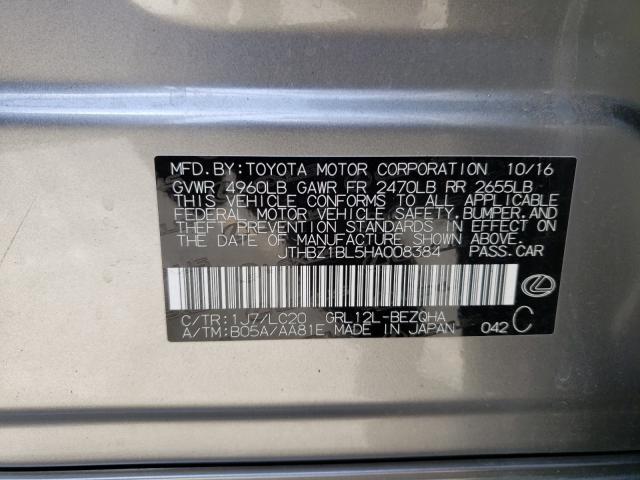 MFD. BY: TOYOTA MOTOR CORPORATION 10/16
GVWR 4960LB GAWR FR 2470LB RR 2655LB
THIS VEHICLE CONFORMS TO ALL APPLICABLE
FEDERAL MOTOR VEHICLE SAFETY, BUMPER, AND
THEFT PREVENTION STANDARDS IN EFFECT ON
THE DATE OF MANUFACTURE SHOWN ABOVE.
JTHBZ1BL5HA008384 PASS. CAR
C/TR: 1J7/LC20 GRL12L-BEZQHA
A/TM: B05A/AA81E MADE IN JAPAN 042 C